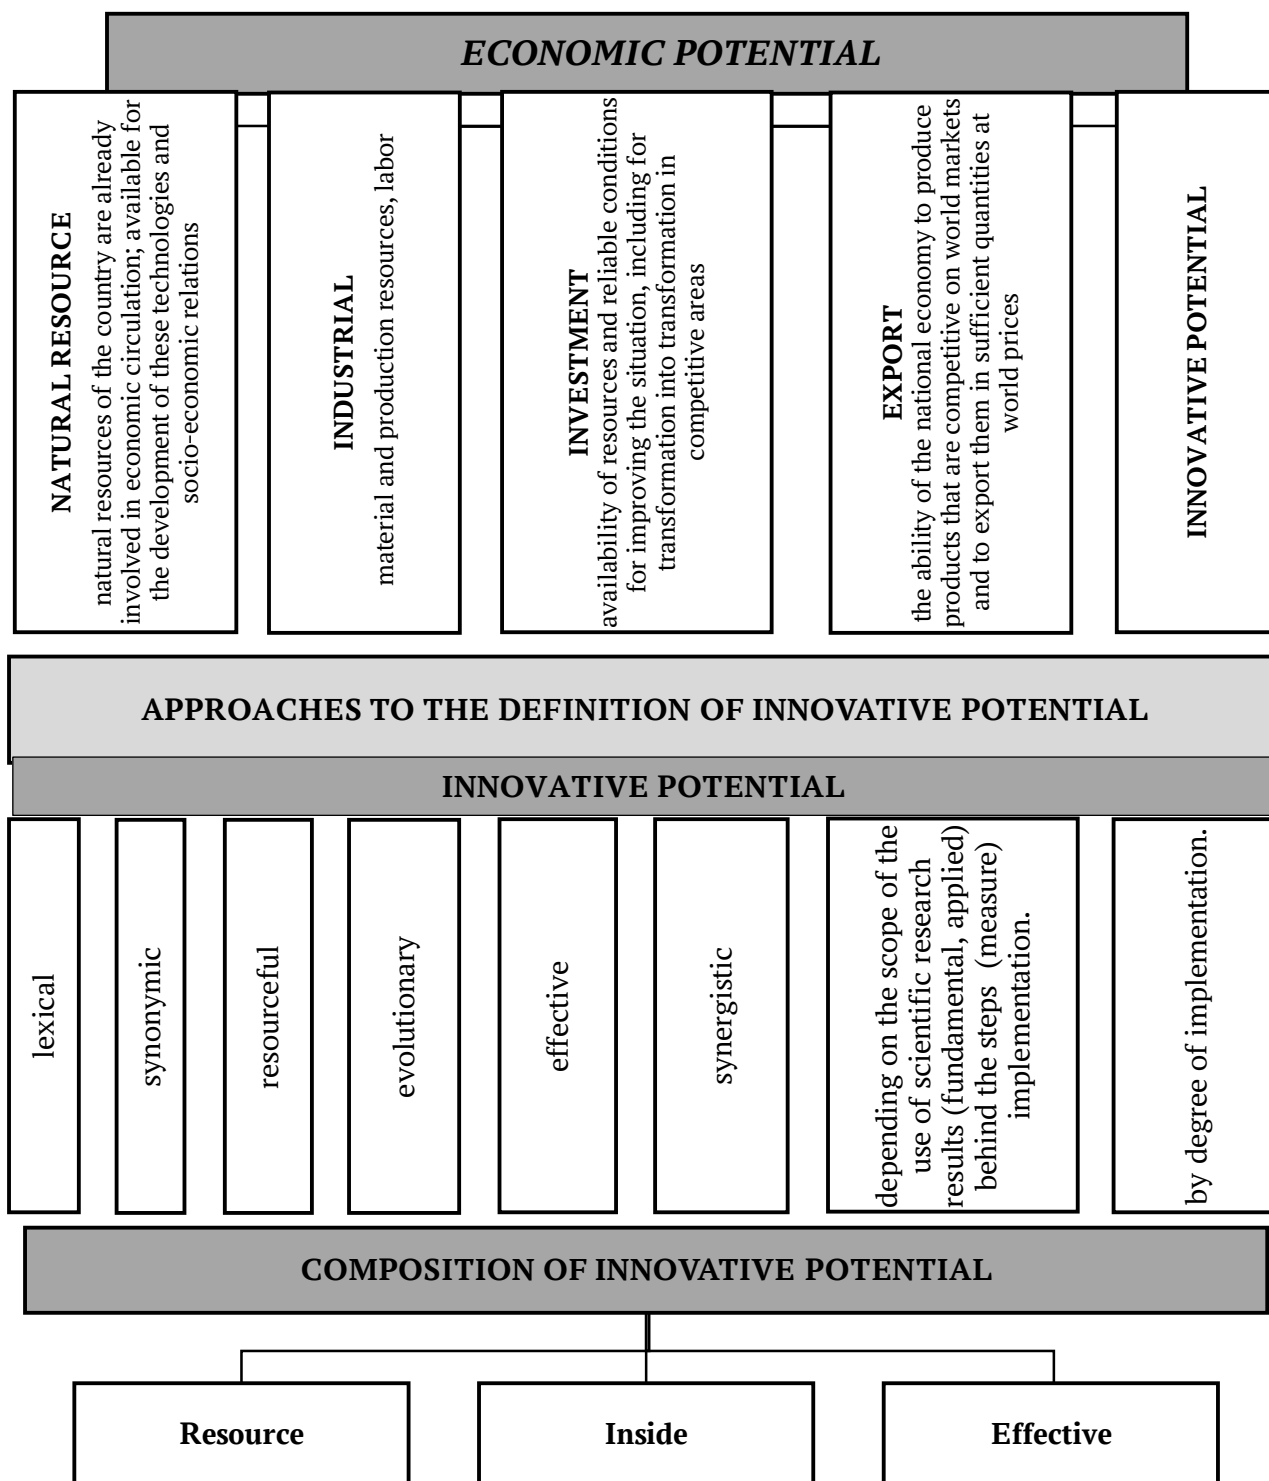 ECONOMIC POTENTIAL
NATURAL RESOURCE
natural resources of the country are already
involved in economic circulation; available for
the development of these technologies and
socio-economic relations
INDUSTRIAL
material and production resources, labor
INVESTMENT
availability of resources and reliable conditions
for improving the situation, including for
transformation into transformation in
competitive areas
EXPORT
the ability of the national economy to produce
products that are competitive on world markets
and to export them in sufficient quantities at
world prices
INNOVATIVE POTENTIAL
APPROACHES TO THE DEFINITION OF INNOVATIVE POTENTIAL
INNOVATIVE POTENTIAL
lexical
synonymic
resourceful
evolutionary
effective
synergistic
depending on the scope of the
use of scientific research
results (fundamental, applied)
behind the steps (measure)
implementation.
by degree of implementation.
COMPOSITION OF INNOVATIVE POTENTIAL
Resource
Inside
Effective